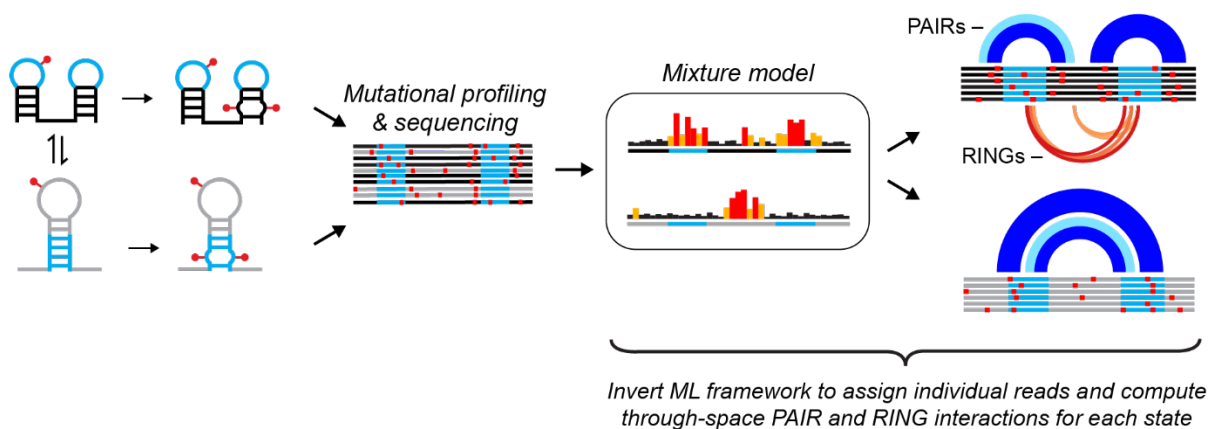 PAIRs –
Mixture model
Mutational profiling
& sequencing
RINGs –
Invert ML framework to assign individual reads and compute
through-space PAIR and RING interactions for each state